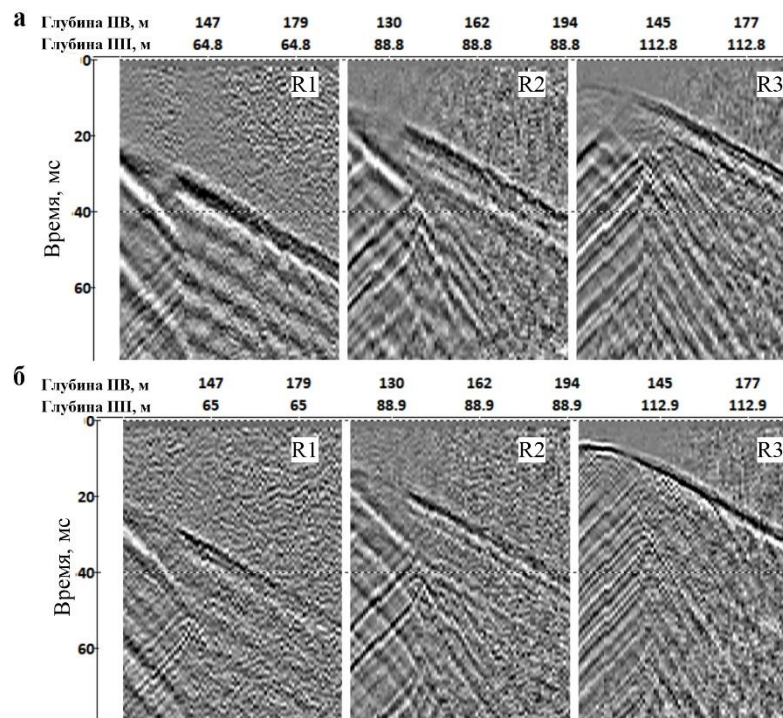 а
Глубина ПВ, м 147 179 130 162 194 145 177
Глубина ПП, м 64.8 64.8 88.8 88.8 88.8 112.8 112.8
0
R1 R2 R3
20
40
60
Время, мс
б
Глубина ПВ, м 147 179 130 162 194 145 177
Глубина ПП, м 65 65 88.9 88.9 88.9 112.9 112.9
0
R1 R2 R3
20
40
60
Время, мс